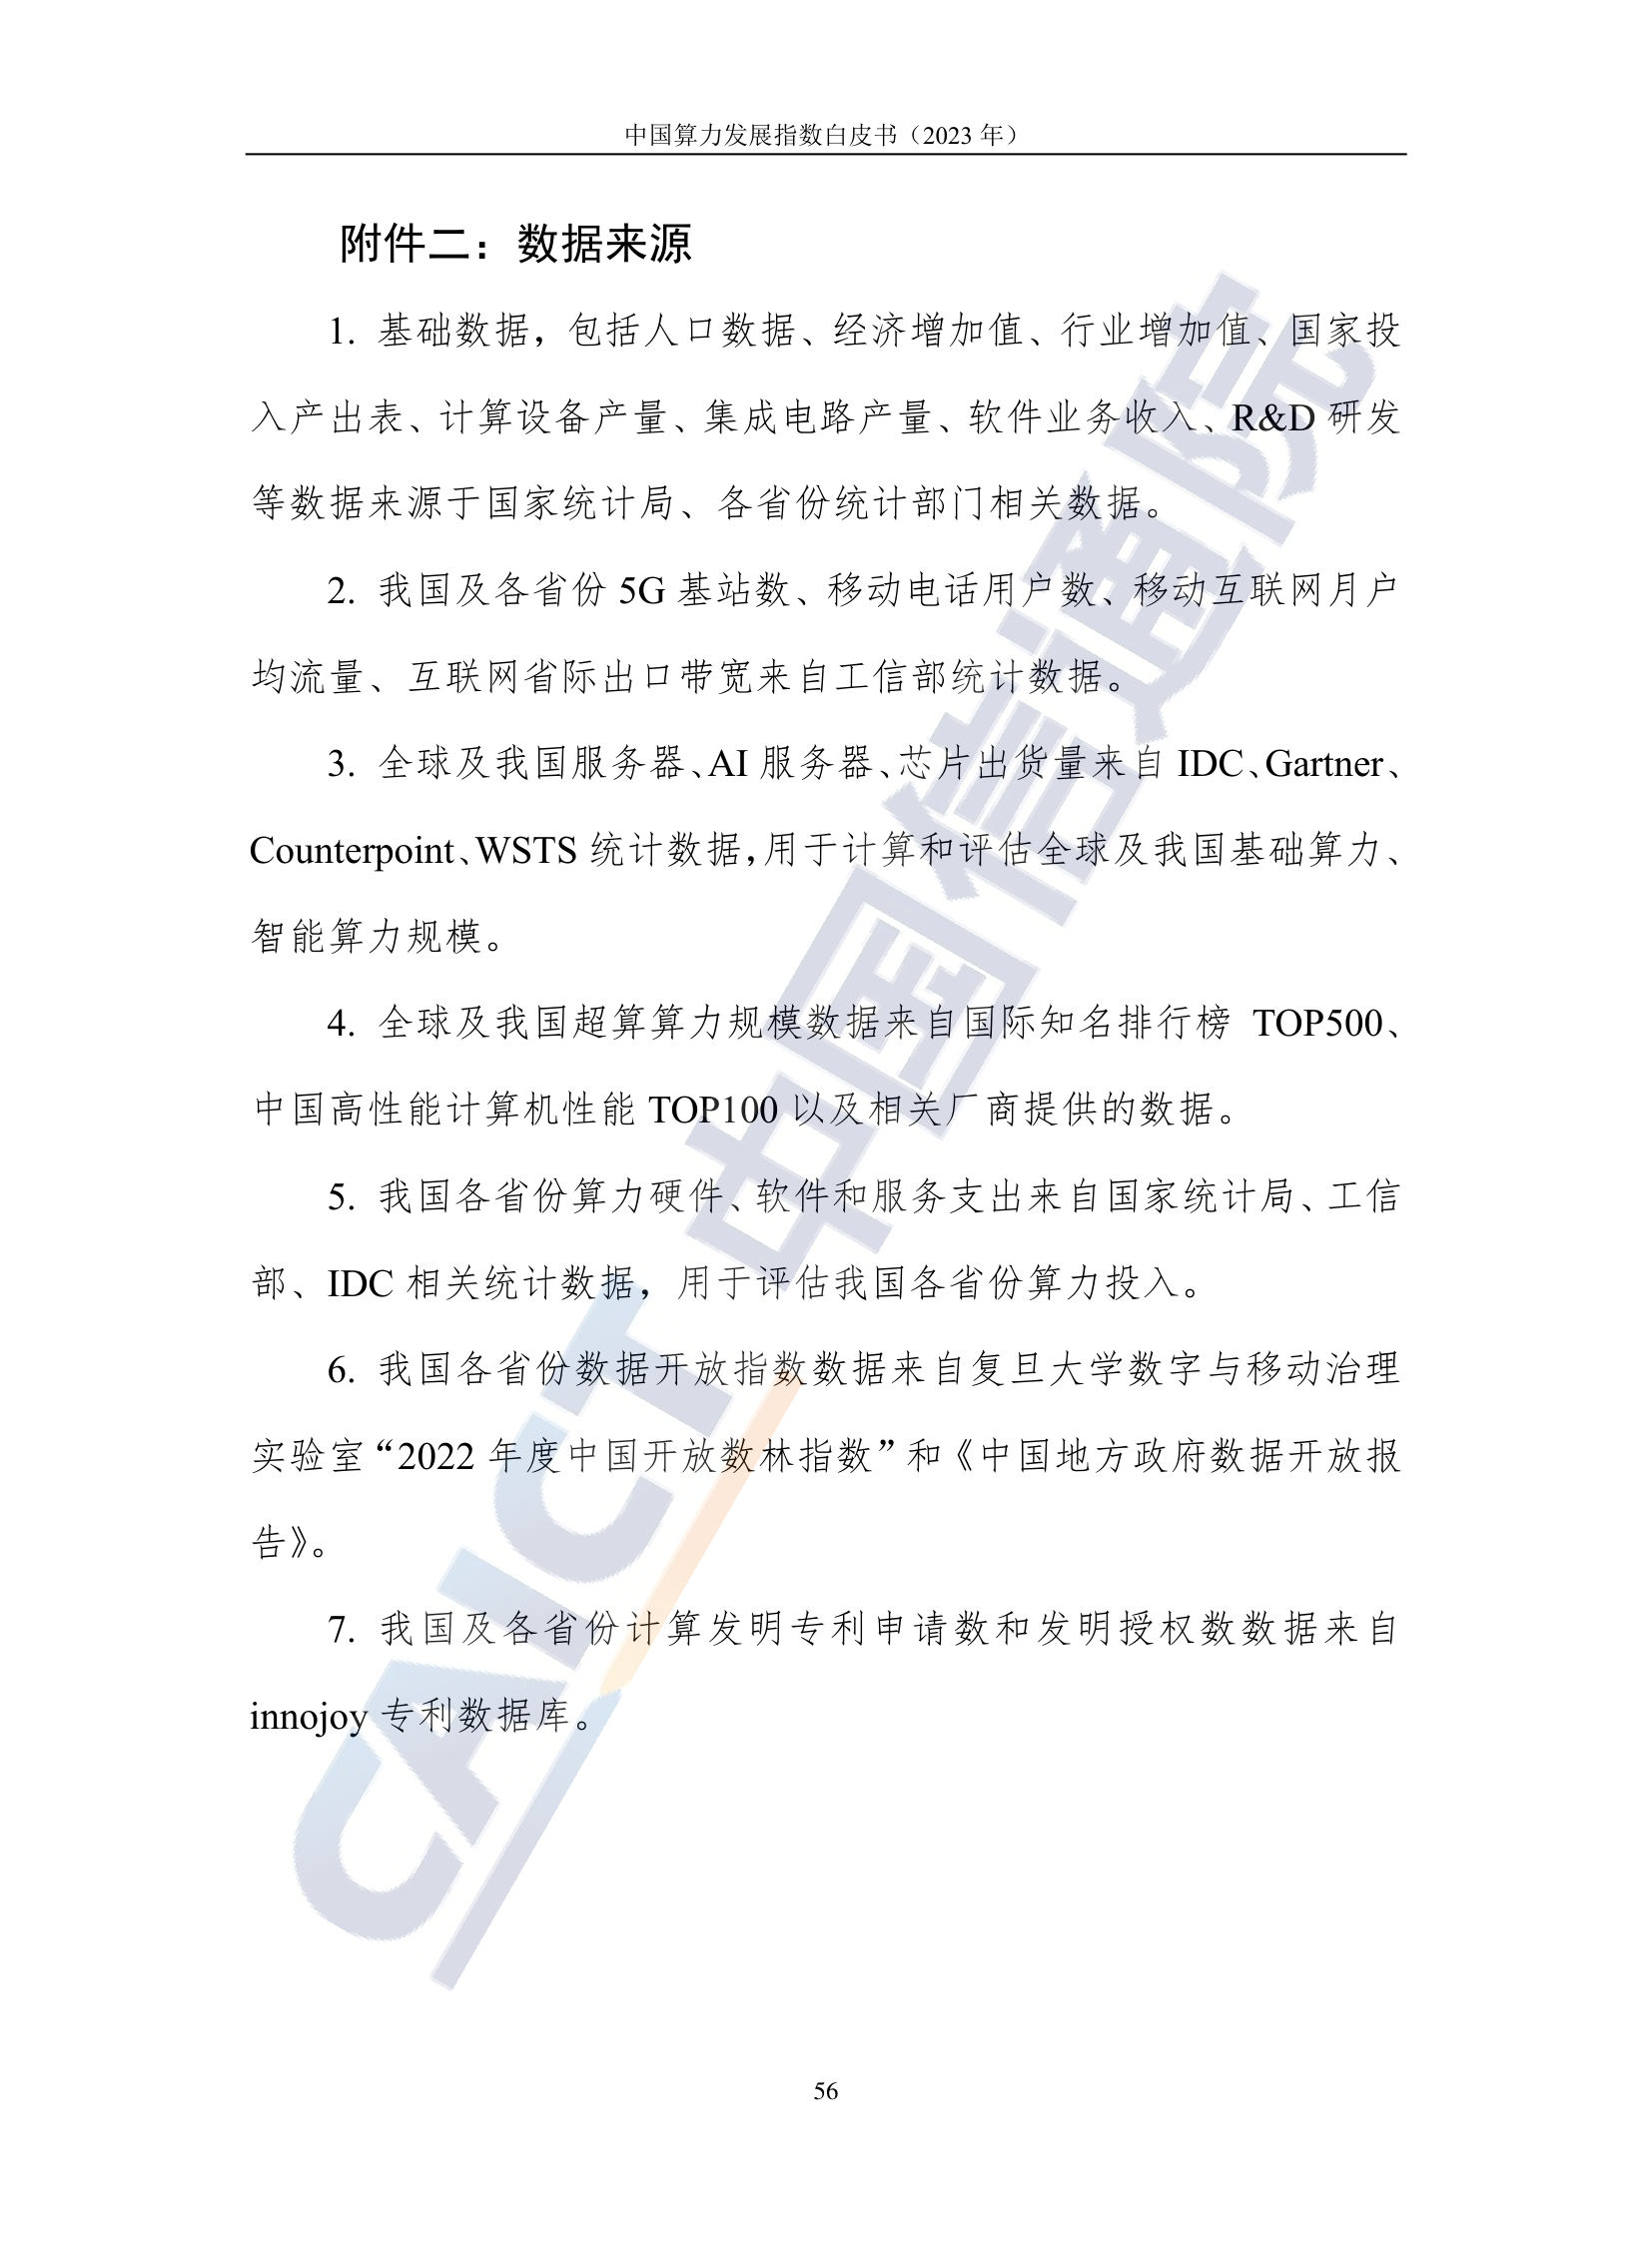 中国算力发展指数白皮书（2023 年）
附件二：数据来源
1. 基础数据，包括人口数据、经济增加值、行业增加值、国家投
入产出表、计算设备产量、集成电路产量、软件业务收入、R&D 研发
等数据来源于国家统计局、各省份统计部门相关数据。
2. 我国及各省份 5G 基站数、移动电话用户数、移动互联网月户
均流量、互联网省际出口带宽来自工信部统计数据。
3. 全球及我国服务器、AI 服务器、芯片出货量来自 IDC、Gartner、
Counterpoint、WSTS 统计数据，用于计算和评估全球及我国基础算力、
智能算力规模。
4. 全球及我国超算算力规模数据来自国际知名排行榜 TOP500、
中国高性能计算机性能 TOP100 以及相关厂商提供的数据。
5. 我国各省份算力硬件、软件和服务支出来自国家统计局、工信
部、IDC 相关统计数据，用于评估我国各省份算力投入。
6. 我国各省份数据开放指数数据来自复旦大学数字与移动治理
实验室“2022 年度中国开放数林指数”和《中国地方政府数据开放报
告》。
7. 我国及各省份计算发明专利申请数和发明授权数数据来自
innojoy 专利数据库。
CAICT 中国信通院
56